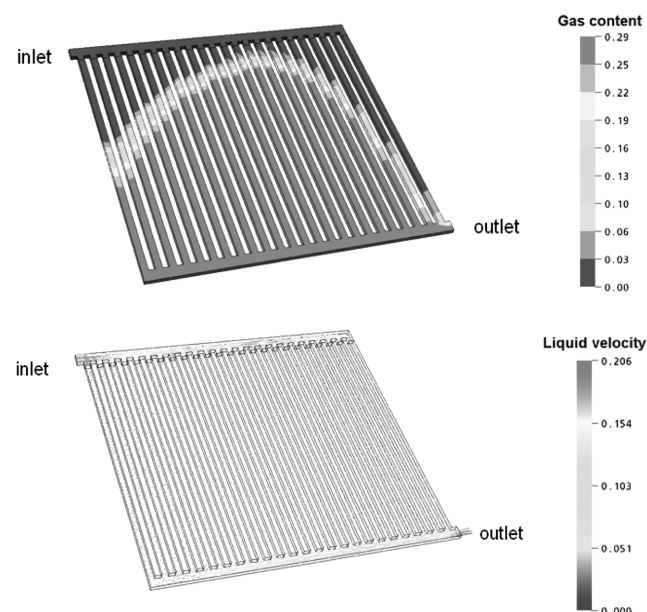 Gas content
inlet
0.29
0.25
0.22
0.19
0.16
0.13
0.10
0.06
0.03
0.00
outlet
Liquid velocity
inlet
0.206
0.154
0.103
0.051
0.000
outlet